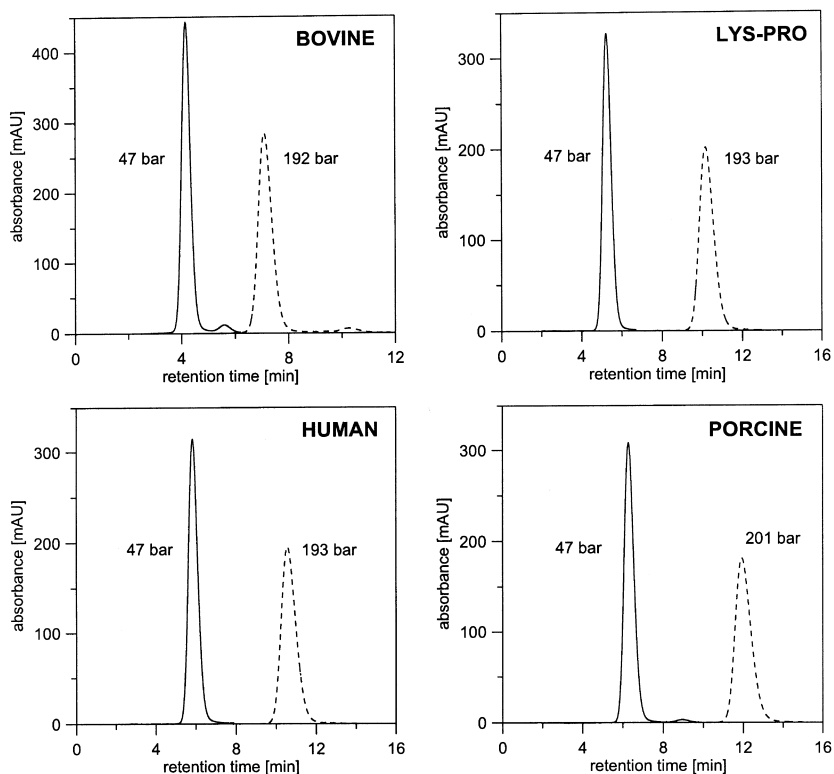 BOVINE
400
300
200
100
0
absorbance [mAU]
47 bar
192 bar
0
4
8
12
retention time [min]
LYS-PRO
300
200
100
0
absorbance [mAU]
47 bar
193 bar
0
4
8
12
16
retention time [min]
HUMAN
300
200
100
0
absorbance [mAU]
47 bar
193 bar
0
4
8
12
16
retention time [min]
PORCINE
300
200
100
0
absorbance [mAU]
47 bar
201 bar
0
4
8
12
16
retention time [min]